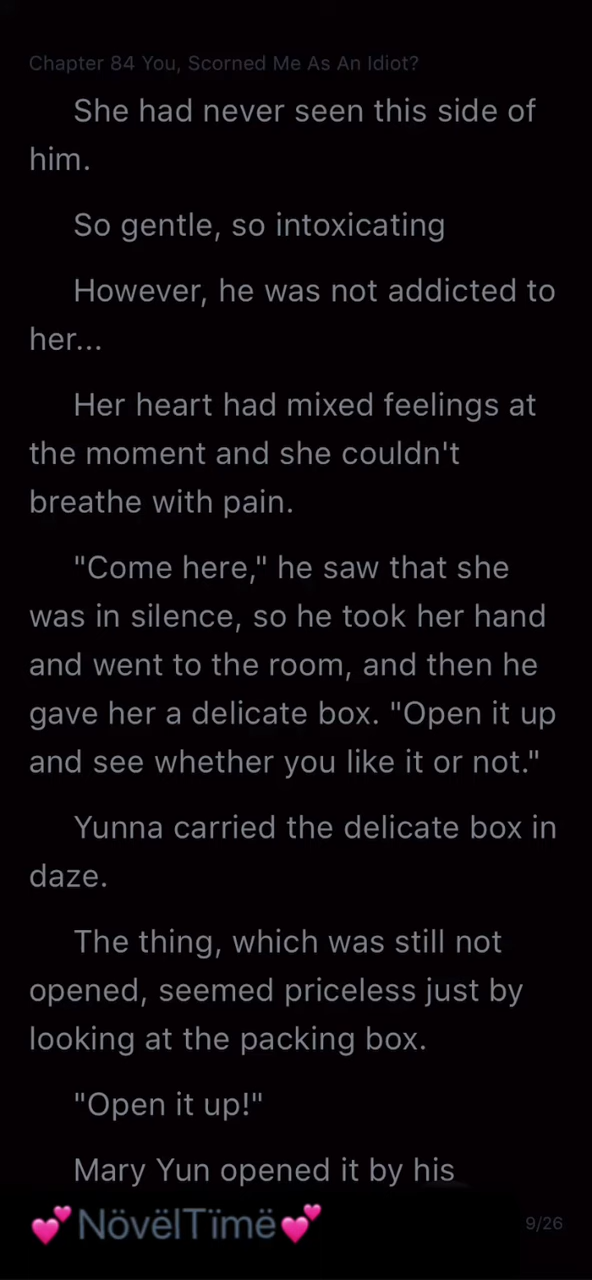 Chapter 84 You, Scorned Me As An Idiot?
She had never seen this side of
him.
So gentle, so intoxicating
However, he was not addicted to
her...
Her heart had mixed feelings at
the moment and she couldn't
breathe with pain.
"Come here," he saw that she
was in silence, so he took her hand
and went to the room, and then he
gave her a delicate box. "Open it up
and see whether you like it or not."
Yunna carried the delicate box in
daze.
The thing, which was still not
opened, seemed priceless just by
looking at the packing box.
"Open it up!"
Mary Yun opened it by his
💕NövëlTïmë💕
9/26